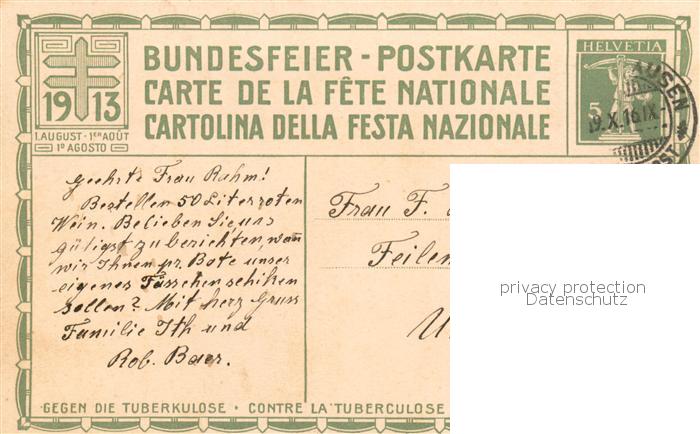 BUNDESFEIER - POSTKARTE
CARTE DE LA FÊTE NATIONALE
CARTOLINA DELLA FESTA NAZIONALE
1913
1.AUGUST - 1ER AOÛT
1º AGOSTO
HELVETIA
5
AUSEN
9.X.16.IX
Geehrte Frau Rahm!
Bestellen 50 Liter roten
Wein. Belieben Sie, uns
gütigst zu berichten, wann
wir Ihnen pr. Bote unser
eigenes Fässchen schiken
sollen? Mit herz Gruss
Familie Ith und
Rob. Baer.
Frau F.
Feilen
U
privacy protection
Datenschutz
GEGEN DIE TUBERKULOSE • CONTRE LA TUBERCULOSE